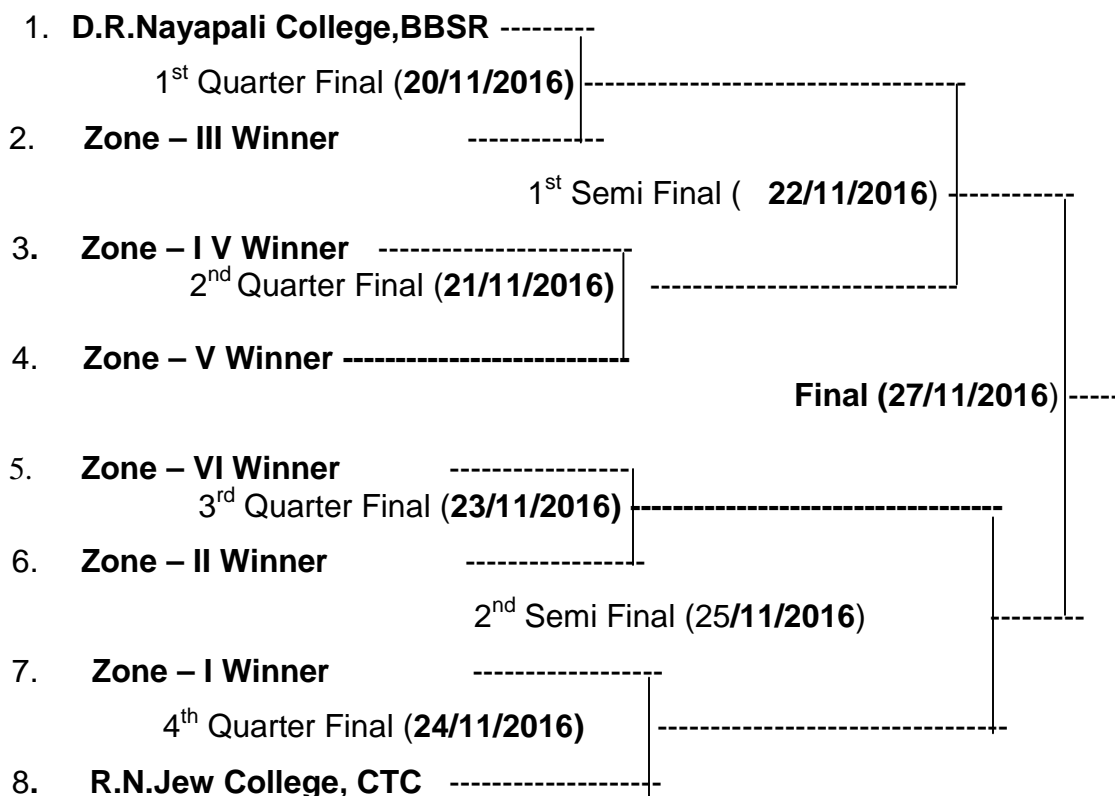 1. D.R.Nayapali College,BBSR ---------
1st Quarter Final (20/11/2016)
2. Zone – III Winner
1st Semi Final ( 22/11/2016)
3. Zone – I V Winner
2nd Quarter Final (21/11/2016)
4. Zone – V Winner
Final (27/11/2016)
5. Zone – VI Winner
3rd Quarter Final (23/11/2016)
6. Zone – II Winner
2nd Semi Final (25/11/2016)
7. Zone – I Winner
4th Quarter Final (24/11/2016)
8. R.N.Jew College, CTC